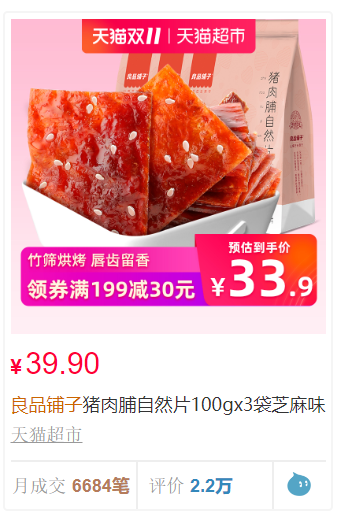 天猫双11 | 天猫超市
良品铺子
良品铺子
猪肉脯自然片
竹筛烘烤 唇齿留香
领券满199减30元
预估到手价
¥33.9
¥39.90
良品铺子猪肉脯自然片100gx3袋芝麻味
天猫超市
月成交 6684笔
评价 2.2万